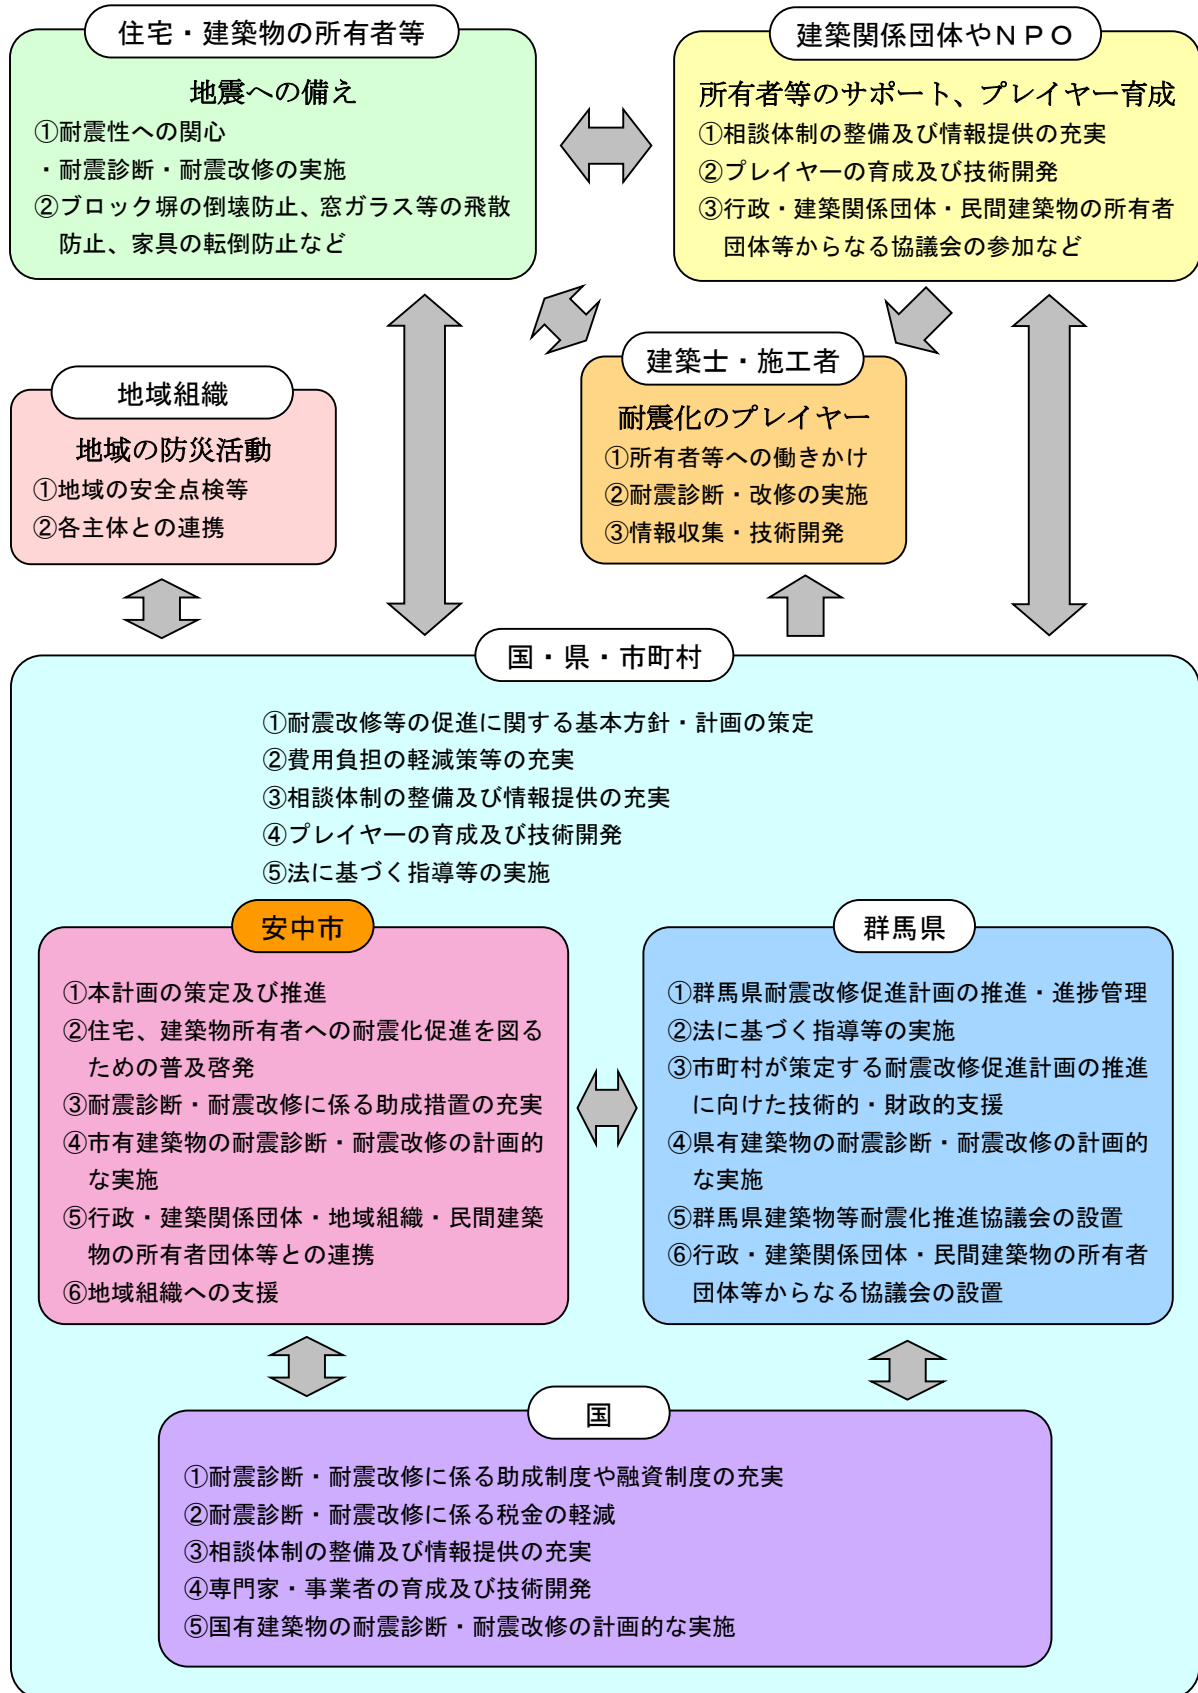 住宅・建築物の所有者等
地震への備え
①耐震性への関心
・耐震診断・耐震改修の実施
②ブロック塀の倒壊防止、窓ガラス等の飛散
防止、家具の転倒防止など
建築関係団体やＮＰＯ
所有者等のサポート、プレイヤー育成
①相談体制の整備及び情報提供の充実
②プレイヤーの育成及び技術開発
③行政・建築関係団体・民間建築物の所有者
団体等からなる協議会の参加など
地域組織
地域の防災活動
①地域の安全点検等
②各主体との連携
建築士・施工者
耐震化のプレイヤー
①所有者等への働きかけ
②耐震診断・改修の実施
③情報収集・技術開発
国・県・市町村
①耐震改修等の促進に関する基本方針・計画の策定
②費用負担の軽減策等の充実
③相談体制の整備及び情報提供の充実
④プレイヤーの育成及び技術開発
⑤法に基づく指導等の実施
安中市
①本計画の策定及び推進
②住宅、建築物所有者への耐震化促進を図る
ための普及啓発
③耐震診断・耐震改修に係る助成措置の充実
④市有建築物の耐震診断・耐震改修の計画的
な実施
⑤行政・建築関係団体・地域組織・民間建築
物の所有者団体等との連携
⑥地域組織への支援
群馬県
①群馬県耐震改修促進計画の推進・進捗管理
②法に基づく指導等の実施
③市町村が策定する耐震改修促進計画の推進
に向けた技術的・財政的支援
④県有建築物の耐震診断・耐震改修の計画的
な実施
⑤群馬県建築物等耐震化推進協議会の設置
⑥行政・建築関係団体・民間建築物の所有者
団体等からなる協議会の設置
国
①耐震診断・耐震改修に係る助成制度や融資制度の充実
②耐震診断・耐震改修に係る税金の軽減
③相談体制の整備及び情報提供の充実
④専門家・事業者の育成及び技術開発
⑤国有建築物の耐震診断・耐震改修の計画的な実施